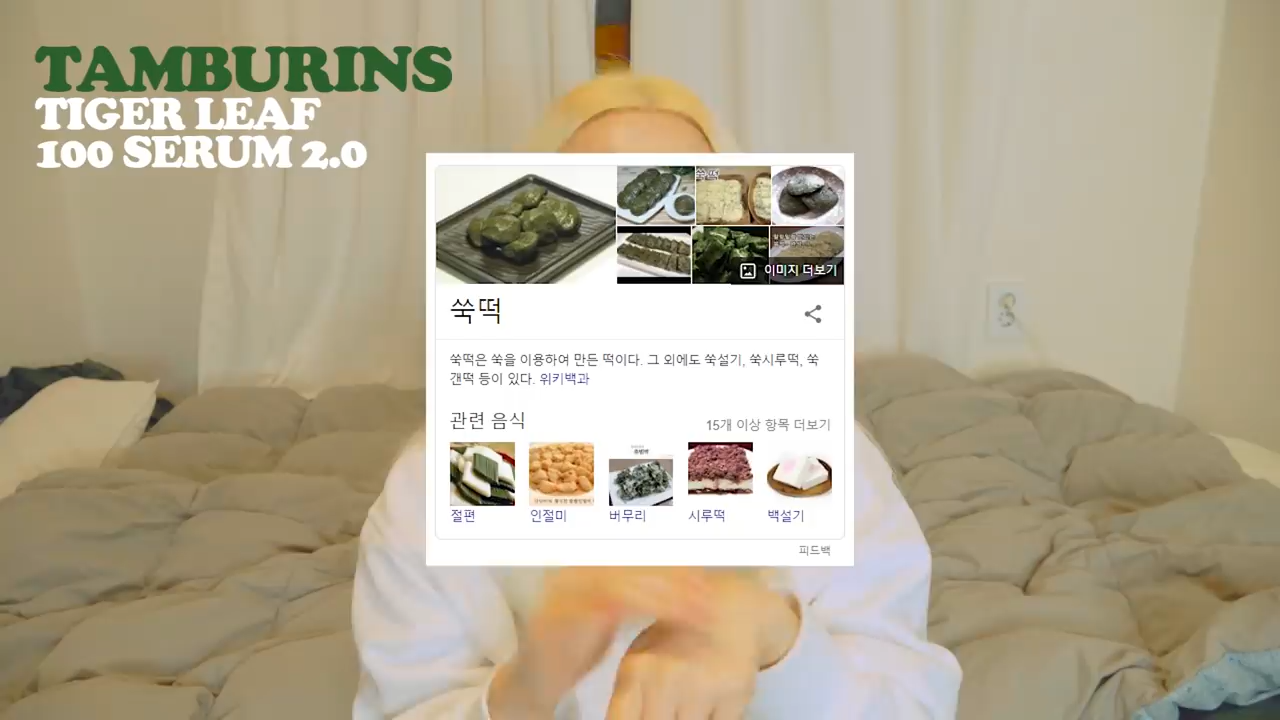 TAMBURINS
TIGER LEAF
100 SERUM 2.0
쑥떡
이미지 더보기
쑥떡
쑥떡은 쑥을 이용하여 만든 떡이다. 그 외에도 쑥설기, 쑥시루떡, 쑥
갠떡 등이 있다. 위키백과
관련 음식
15개 이상 항목 더보기
절편
인절미
버무리
시루떡
백설기
피드백